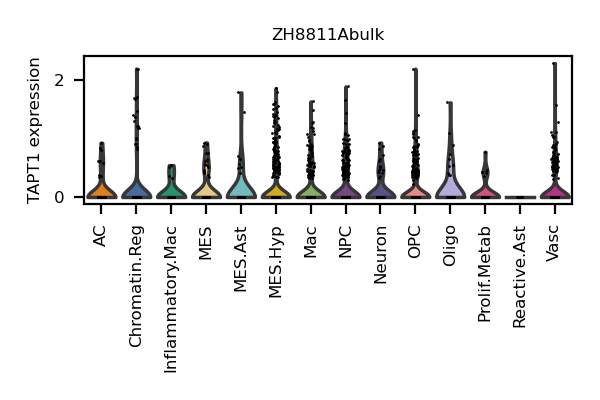 ZH8811Abulk
TAPT1 expression
2
0
AC
Chromatin.Reg
Inflammatory.Mac
MES
MES.Ast
MES.Hyp
Mac
NPC
Neuron
OPC
Oligo
Prolif.Metab
Reactive.Ast
Vasc